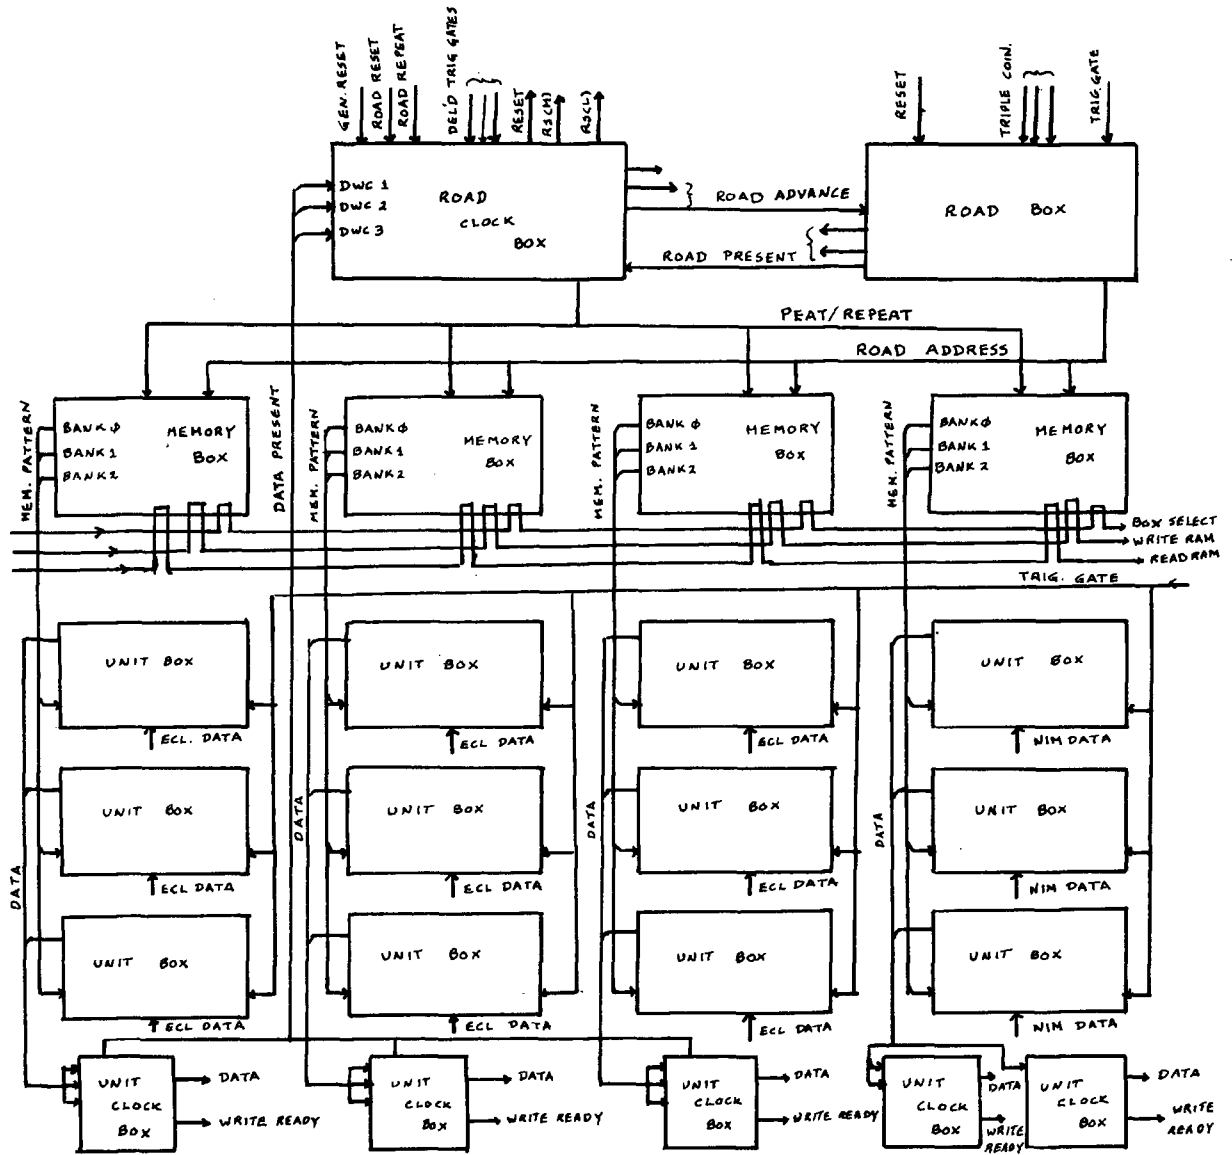 GEN. RESET
ROAD RESET
ROAD REPEAT
DEL'D TRIG GATES
RESET
RS(M)
RS(L)
RESET
TRIPLE COIN.
TRIG. GATE
DWC 1
DWC 2
DWC 3
ROAD
CLOCK
BOX
ROAD ADVANCE
ROAD PRESENT
ROAD BOX
PEAT/REPEAT
ROAD ADDRESS
MEM. PATTERN
BANK 0
BANK 1
BANK 2
MEMORY
BOX
DATA PRESENT
MEM. PATTERN
BANK 0
BANK 1
BANK 2
MEMORY
BOX
MEM. PATTERN
BANK 0
BANK 1
BANK 2
MEMORY
BOX
MEM. PATTERN
BANK 0
BANK 1
BANK 2
MEMORY
BOX
BOX SELECT
WRITE RAM
READ RAM
TRIG. GATE
UNIT BOX
UNIT BOX
UNIT BOX
UNIT BOX
ECL. DATA
ECL DATA
ECL DATA
NIM DATA
UNIT BOX
UNIT BOX
UNIT BOX
UNIT BOX
DATA
DATA
DATA
DATA
ECL DATA
ECL DATA
ECL DATA
NIM DATA
UNIT BOX
UNIT BOX
UNIT BOX
UNIT BOX
ECL DATA
ECL DATA
ECL DATA
NIM DATA
UNIT
CLOCK
BOX
DATA
WRITE READY
UNIT
CLOCK
BOX
DATA
WRITE READY
UNIT
CLOCK
BOX
DATA
WRITE READY
UNIT
CLOCK
BOX
DATA
WRITE
READY
UNIT
CLOCK
BOX
DATA
WRITE
READY